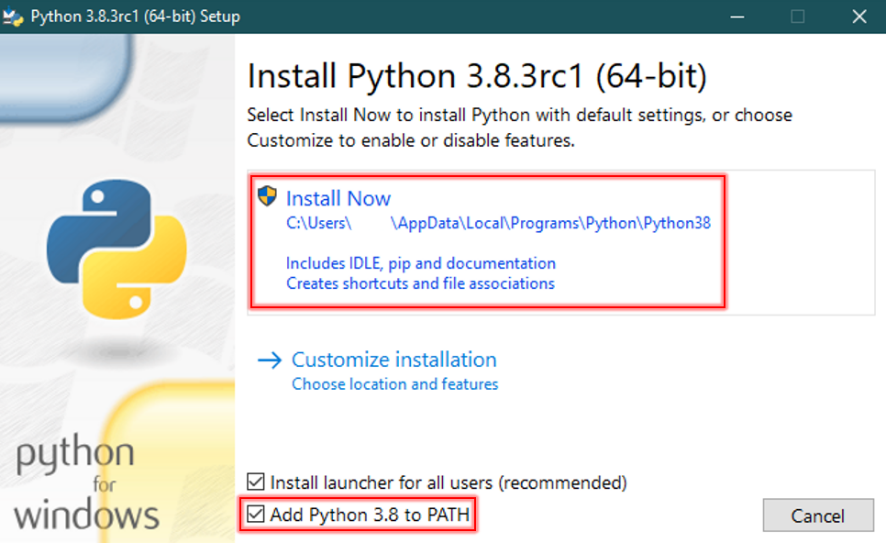 Python 3.8.3rc1 (64-bit) Setup
Install Python 3.8.3rc1 (64-bit)
Select Install Now to install Python with default settings, or choose
Customize to enable or disable features.
Install Now
C:\Users\ \AppData\Local\Programs\Python\Python38
Includes IDLE, pip and documentation
Creates shortcuts and file associations
Customize installation
Choose location and features
python
for
windows
Install launcher for all users (recommended)
Add Python 3.8 to PATH
Cancel